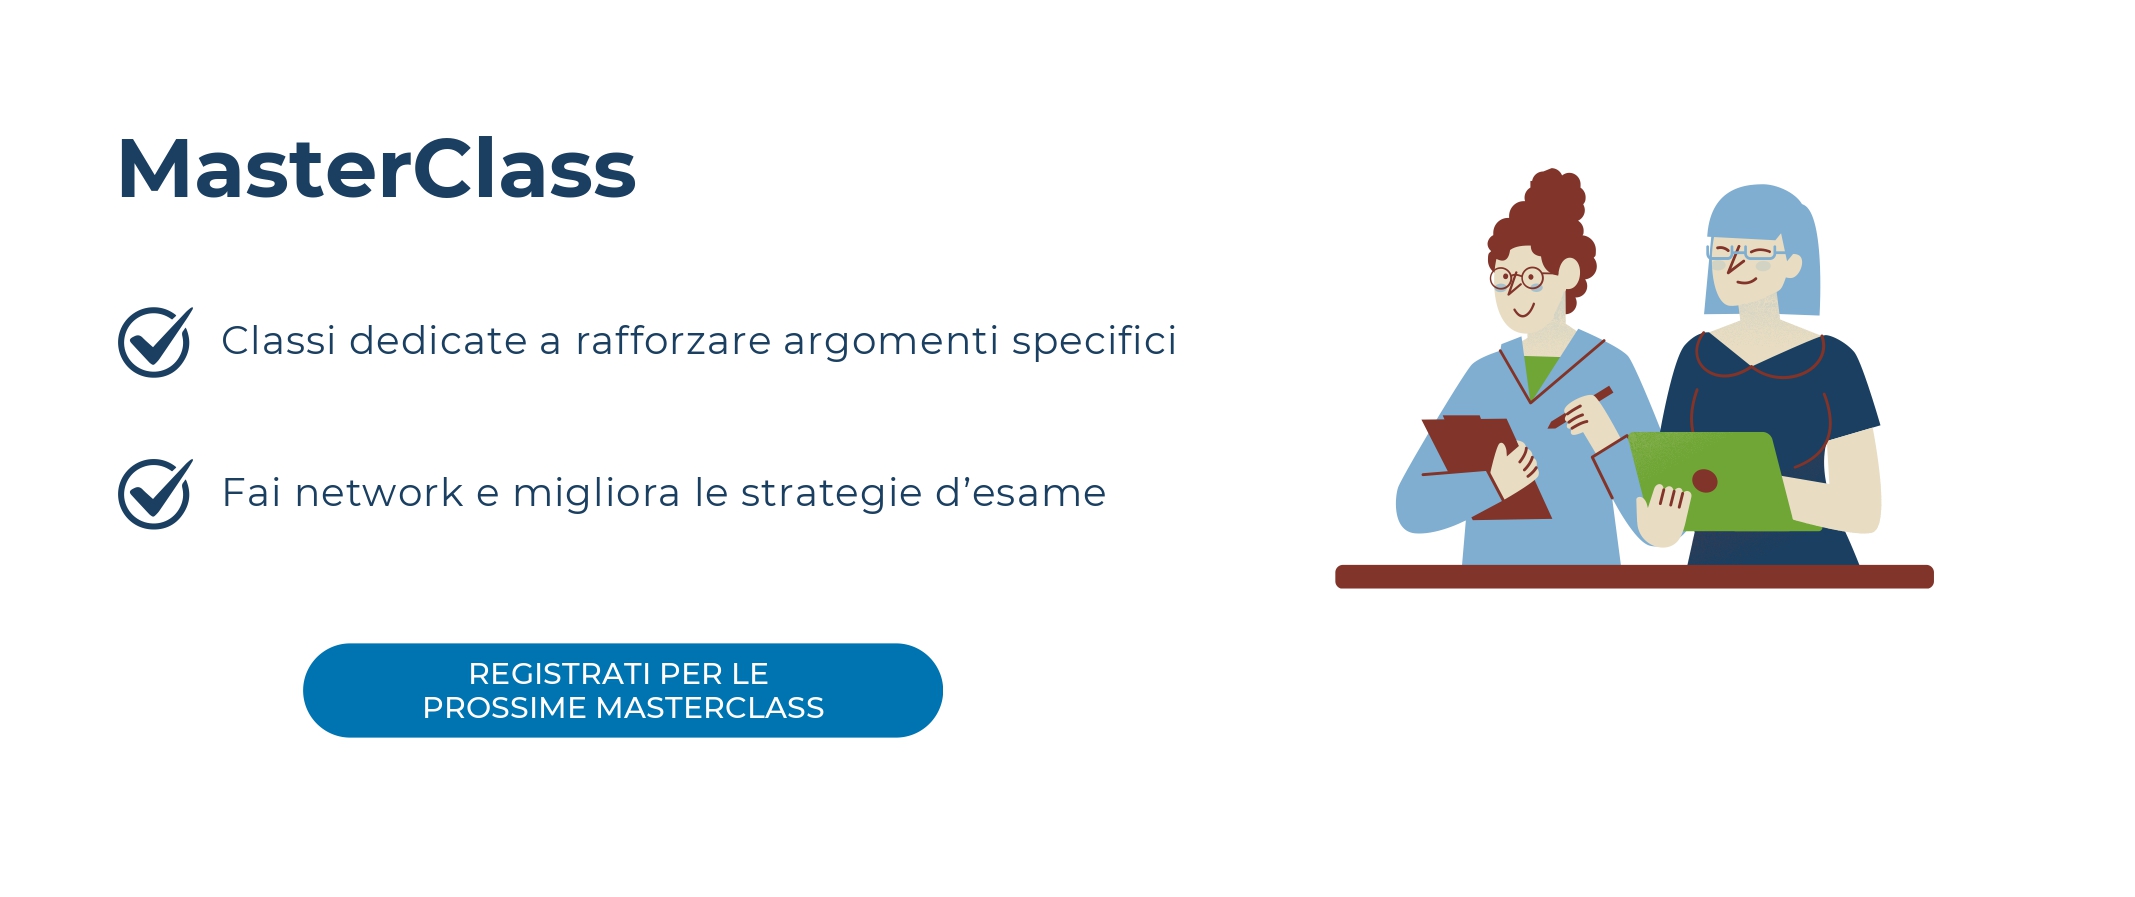 MasterClass
Classi dedicate a rafforzare argomenti specifici
Fai network e migliora le strategie d’esame
REGISTRATI PER LE
PROSSIME MASTERCLASS